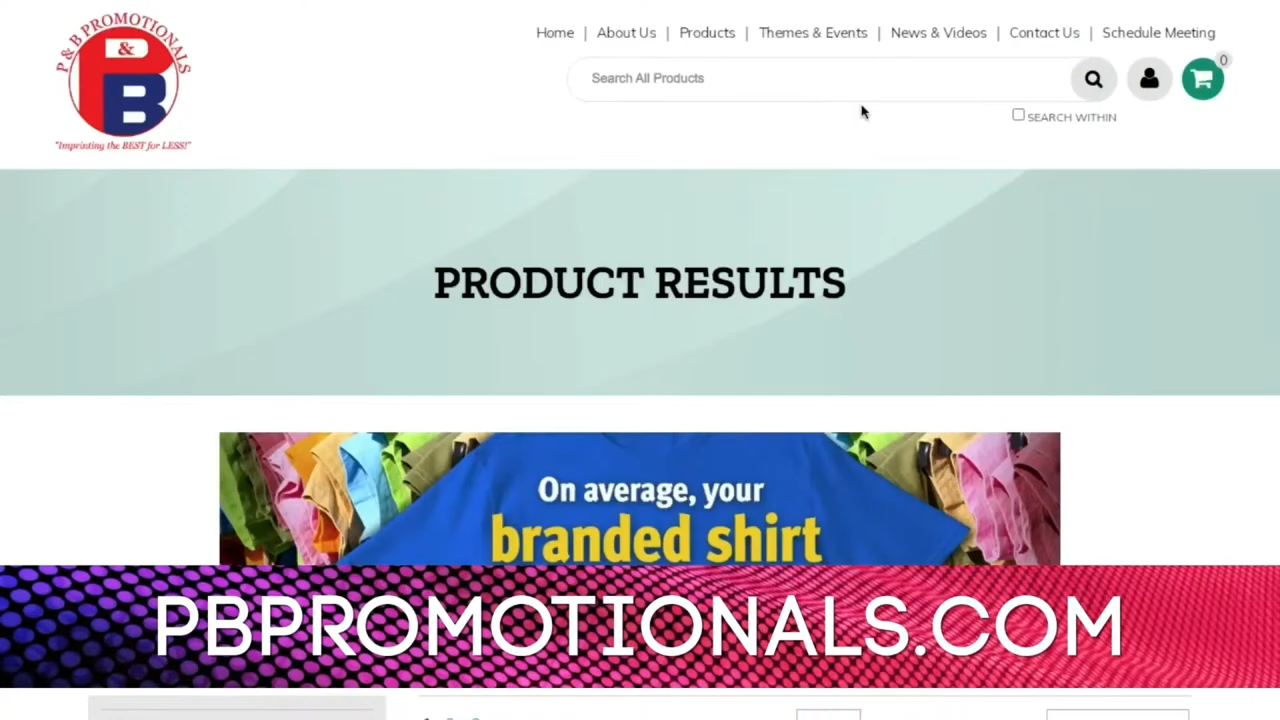 P & B PROMOTIONALS
P & B
"Imprinting the BEST for LESS!"
Home | About Us | Products | Themes & Events | News & Videos | Contact Us | Schedule Meeting
Search All Products
0
SEARCH WITHIN
PRODUCT RESULTS
On average, your
branded shirt
PBPROMOTIONALS.COM